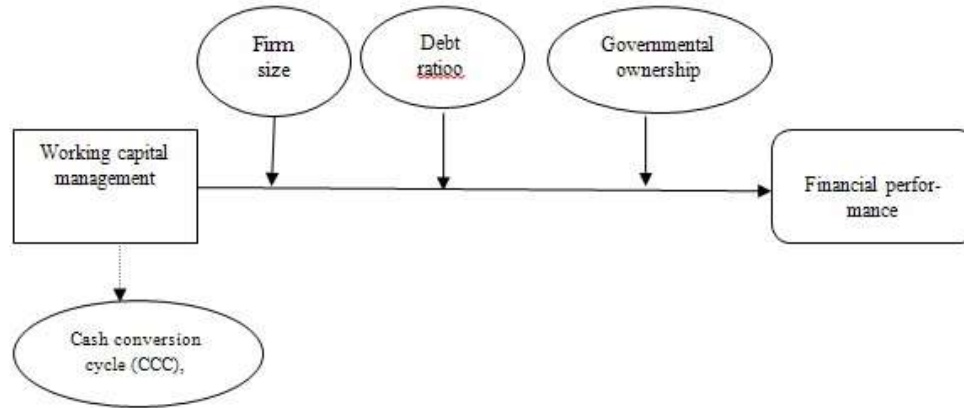 Firm
size
Debt
ratioo
Governmental
ownership
Working capital
management
Financial perfor-
mance
Cash conversion
cycle (CCC),